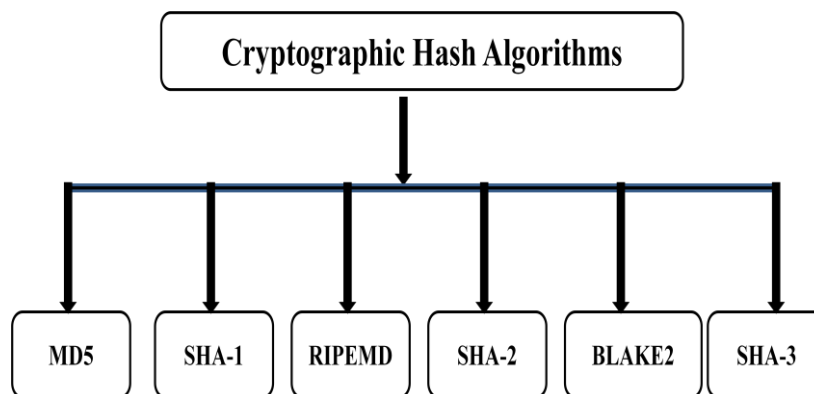 Cryptographic Hash Algorithms
MD5
SHA-1
RIPEMD
SHA-2
BLAKE2
SHA-3